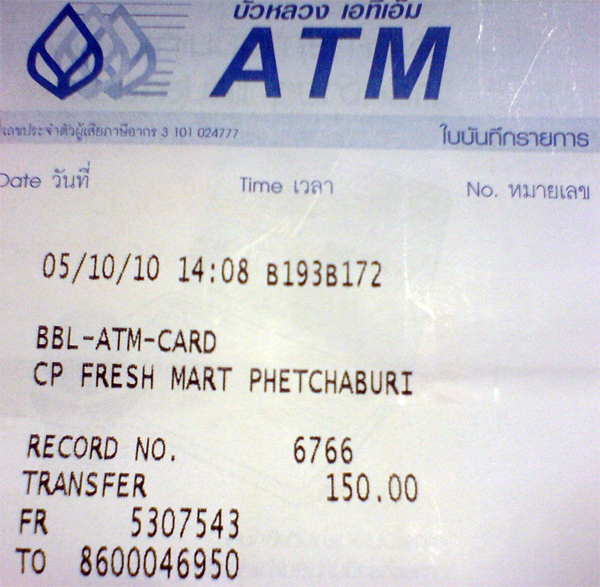 บัวหลวง เอทีเอ็ม
ATM
เลขประจำตัวผู้เสียภาษีอากร 3 101 024777
ใบบันทึกรายการ
Date วันที่ Time เวลา No. หมายเลข
05/10/10 14:08 B193B172
BBL-ATM-CARD
CP FRESH MART PHETCHABURI
RECORD NO. 6766
TRANSFER 150.00
FR 5307543
TO 8600046950